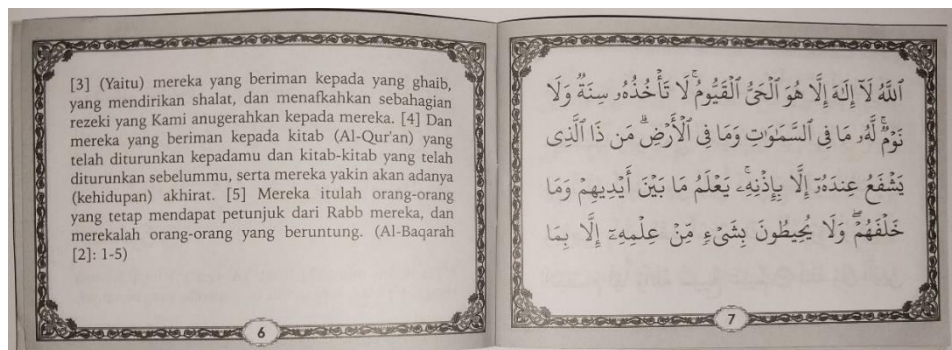 [3] (Yaitu) mereka yang beriman kepada yang ghaib,
yang mendirikan shalat, dan menafkahkan sebahagian
rezeki yang Kami anugerahkan kepada mereka. [4] Dan
mereka yang beriman kepada kitab (Al-Qur'an) yang
telah diturunkan kepadamu dan kitab-kitab yang telah
diturunkan sebelummu, serta mereka yakin akan adanya
(kehidupan) akhirat. [5] Mereka itulah orang-orang
yang tetap mendapat petunjuk dari Rabb mereka, dan
merekalah orang-orang yang beruntung. (Al-Baqarah
[2]: 1-5)
6
ٱللَّهُ لَآ إِلَٰهَ إِلَّا هُوَ ٱلْحَىُّ ٱلْقَيُّومُ ۚ لَا تَأْخُذُهُۥ سِنَةٌ وَلَا
نَوْمٌ ۚ لَّهُۥ مَا فِى ٱلسَّمَٰوَٰتِ وَمَا فِى ٱلْأَرْضِ ۗ مَن ذَا ٱلَّذِى
يَشْفَعُ عِندَهُۥٓ إِلَّا بِإِذْنِهِۦ ۚ يَعْلَمُ مَا بَيْنَ أَيْدِيهِمْ وَمَا
خَلْفَهُمْ ۖ وَلَا يُحِيطُونَ بِشَىْءٍ مِّنْ عِلْمِهِۦٓ إِلَّا بِمَا
7